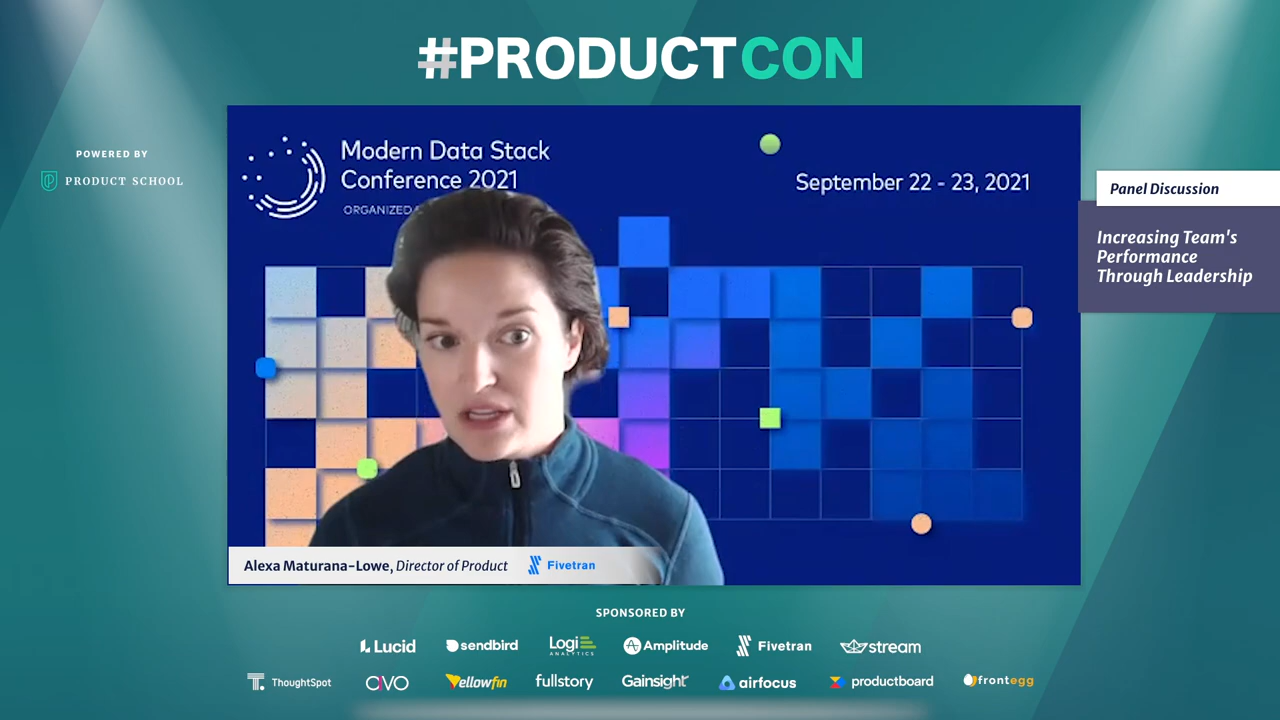 #PRODUCTCON
POWERED BY
PRODUCT SCHOOL
Modern Data Stack
Conference 2021
ORGANIZED
September 22 - 23, 2021
Panel Discussion
Increasing Team's
Performance
Through Leadership
Alexa Maturana-Lowe, Director of Product Fivetran
SPONSORED BY
Lucid sendbird Logi ANALYTICS Amplitude Fivetran stream
ThoughtSpot avo Yellowfin fullstory Gainsight airfocus productboard frontegg